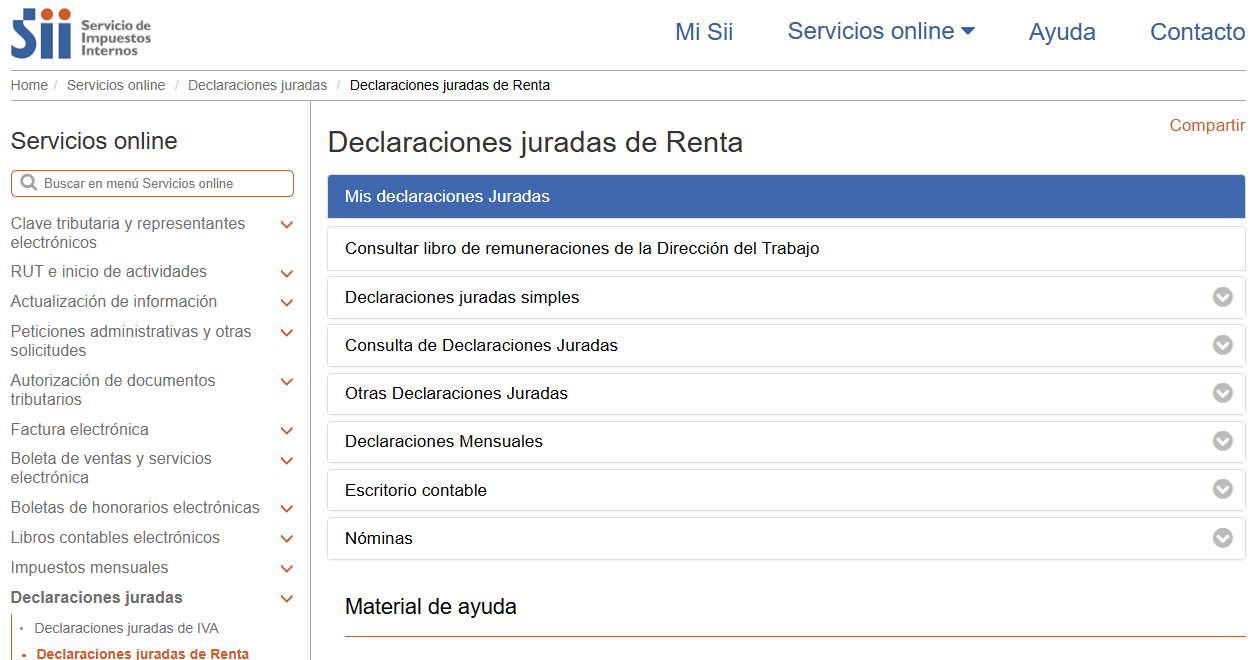 sii Servicio de
Impuestos
Internos
Mi Sii
Servicios online
Ayuda
Contacto
Home / Servicios online / Declaraciones juradas / Declaraciones juradas de Renta
Servicios online
Buscar en menú Servicios online
Clave tributaria y representantes
electrónicos
RUT e inicio de actividades
Actualización de información
Peticiones administrativas y otras
solicitudes
Autorización de documentos
tributarios
Factura electrónica
Boleta de ventas y servicios
electrónica
Boletas de honorarios electrónicas
Libros contables electrónicos
Impuestos mensuales
Declaraciones juradas
Declaraciones juradas de IVA
Declaraciones juradas de Renta
Compartir
Declaraciones juradas de Renta
Mis declaraciones Juradas
Consultar libro de remuneraciones de la Dirección del Trabajo
Declaraciones juradas simples
Consulta de Declaraciones Juradas
Otras Declaraciones Juradas
Declaraciones Mensuales
Escritorio contable
Nóminas
Material de ayuda